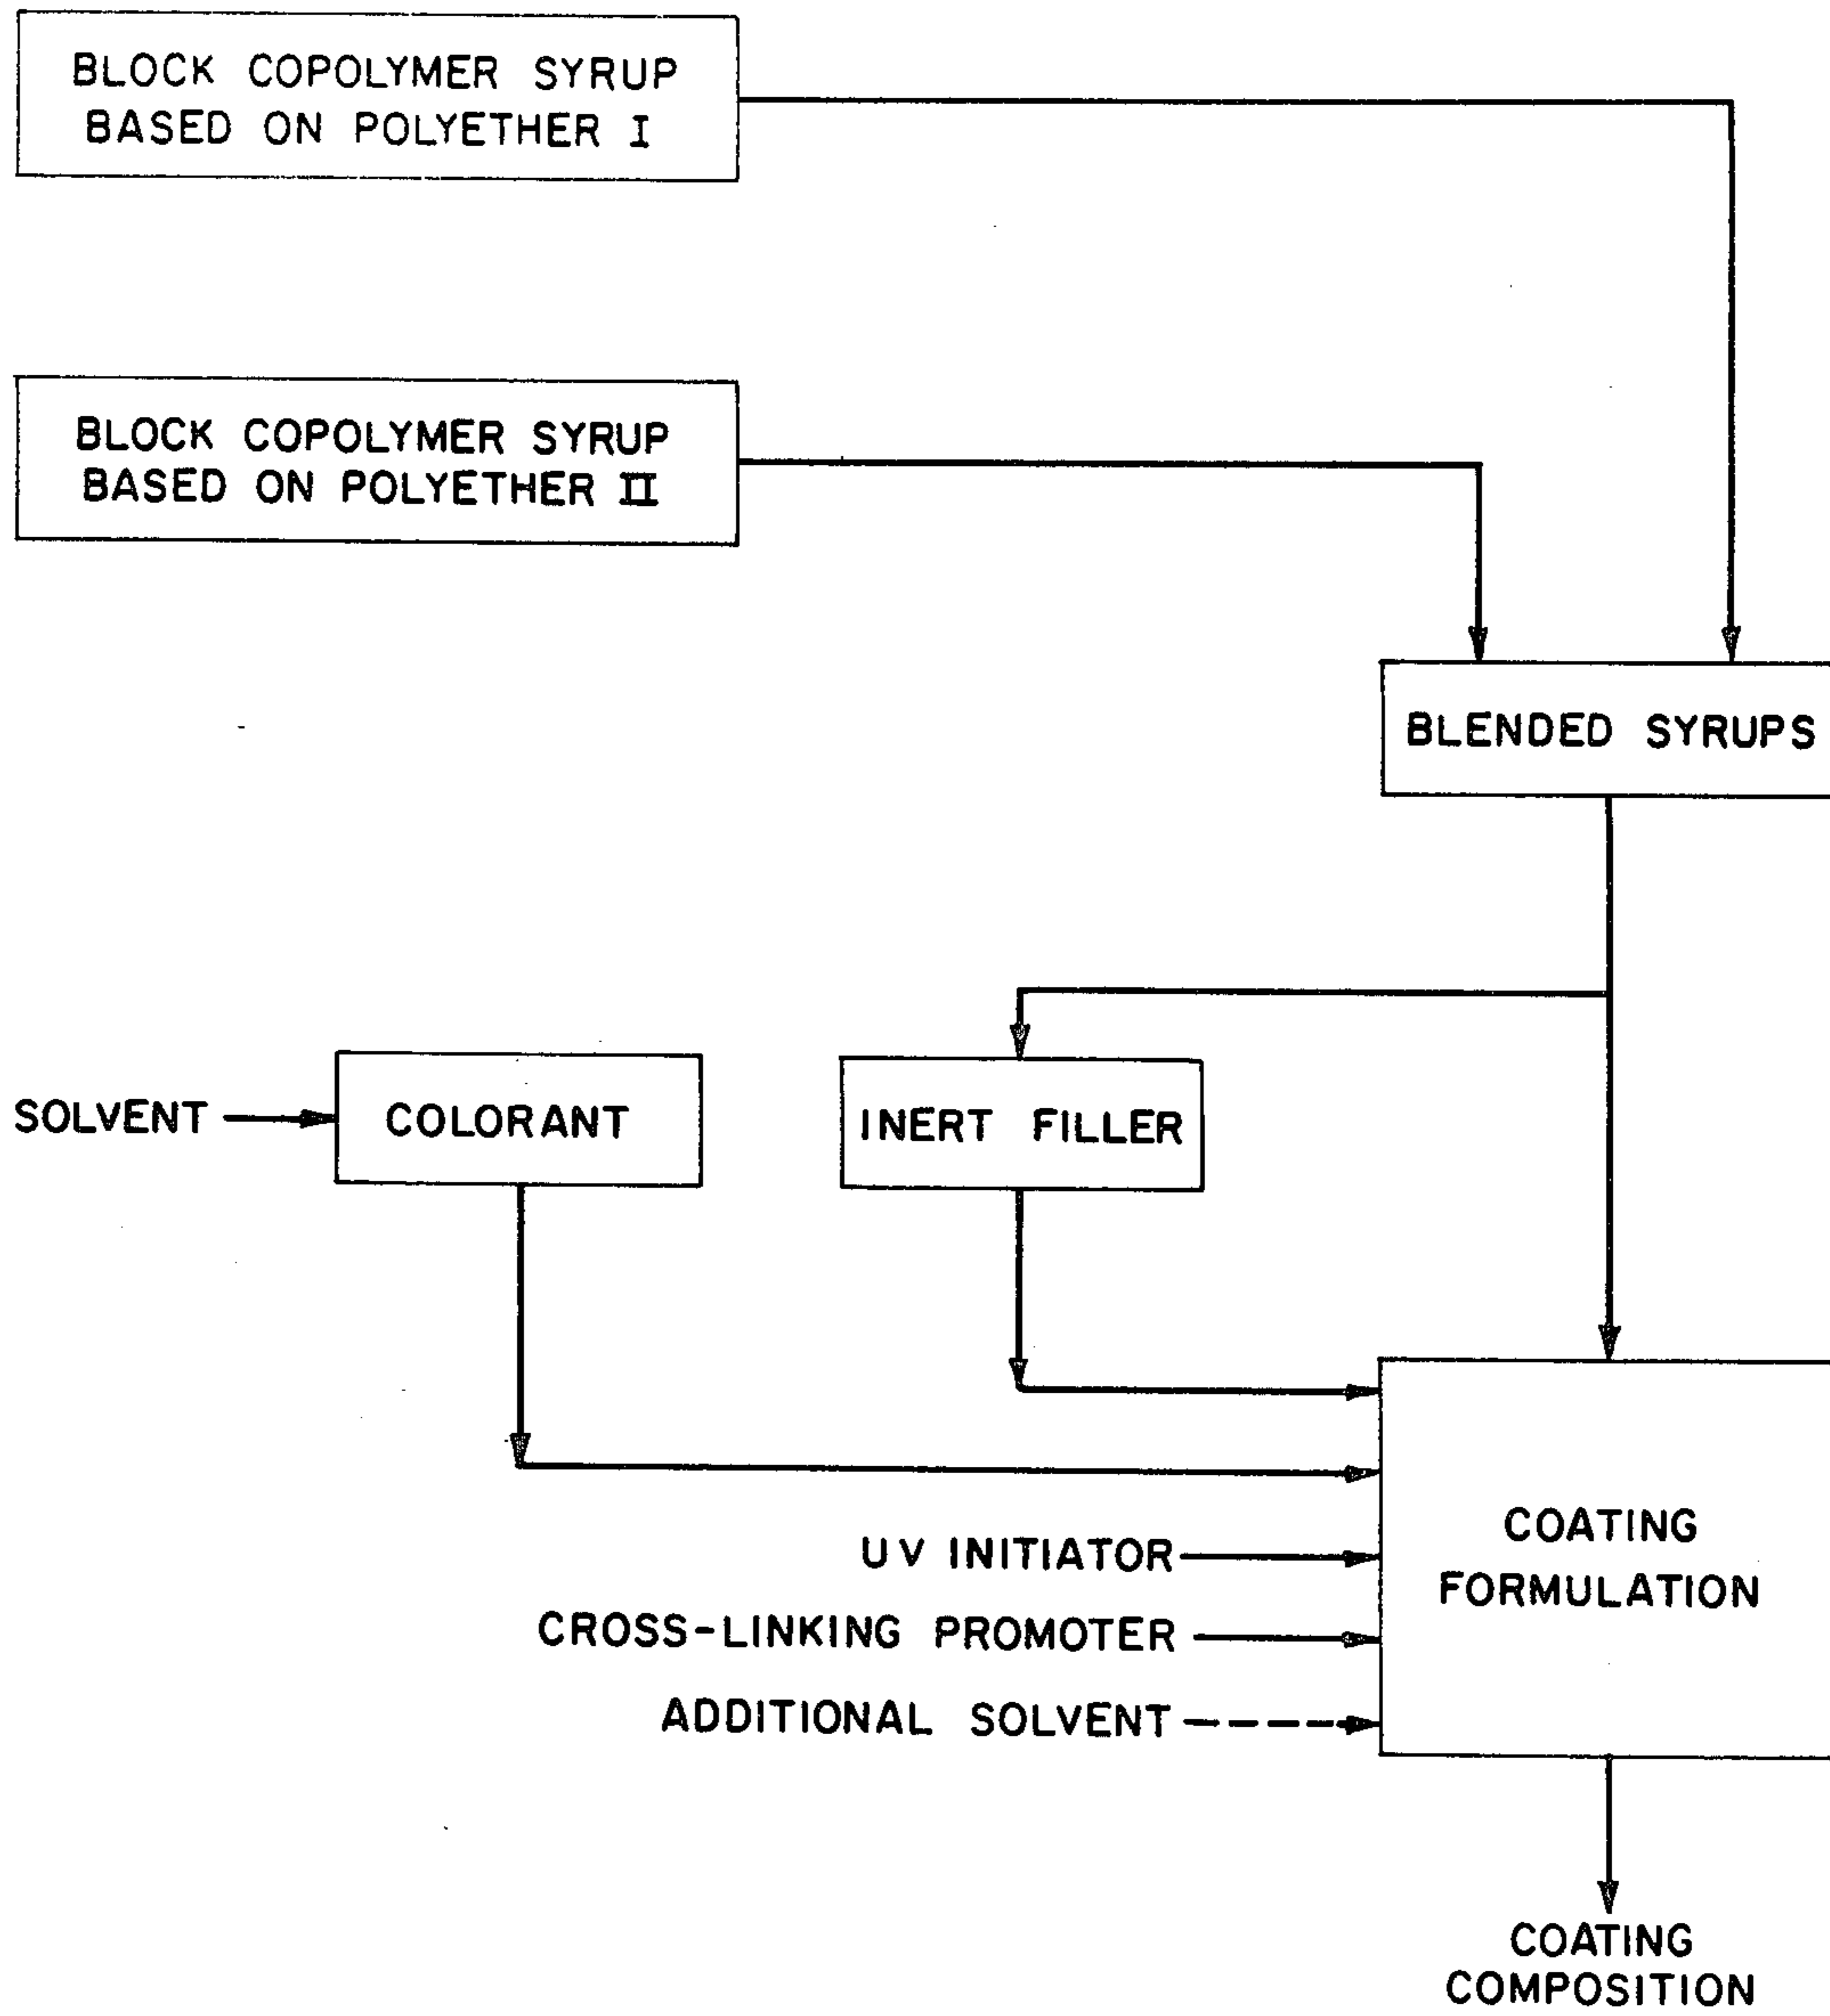 BLOCK COPOLYMER SYRUP
BASED ON POLYETHER I
BLOCK COPOLYMER SYRUP
BASED ON POLYETHER II
BLENDED SYRUPS
SOLVENT
COLORANT
INERT FILLER
COATING
FORMULATION
UV INITIATOR
CROSS-LINKING PROMOTER
ADDITIONAL SOLVENT
COATING
COMPOSITION